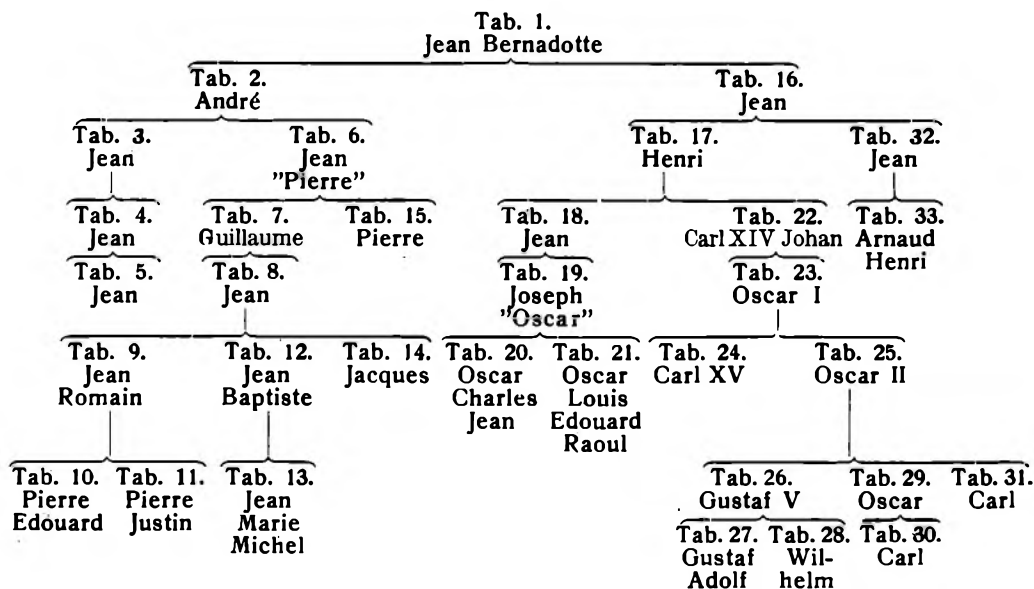 Tab. 1.
Jean Bernadotte
Tab. 2. Tab. 16.
André Jean
Tab. 3. Tab. 6. Tab. 17. Tab. 32.
Jean Jean Henri Jean
"Pierre"
Tab. 4. Tab. 7. Tab. 15. Tab. 18. Tab. 22. Tab. 33.
Jean Guillaume Pierre Jean Carl XIV Johan Arnaud
Henri
Tab. 5. Tab. 8. Tab. 19. Tab. 23.
Jean Jean Joseph Oscar I
"Oscar"
Tab. 9. Tab. 12. Tab. 14. Tab. 20. Tab. 21. Tab. 24. Tab. 25.
Jean Jean Jacques Oscar Oscar Carl XV Oscar II
Romain Baptiste Charles Louis
Jean Edouard
Raoul
Tab. 10. Tab. 11. Tab. 13. Tab. 26. Tab. 29. Tab. 31.
Pierre Pierre Jean Gustaf V Oscar Carl
Edouard Justin Marie
Michel
Tab. 27. Tab. 28. Tab. 30.
Gustaf Wil- Carl
Adolf helm